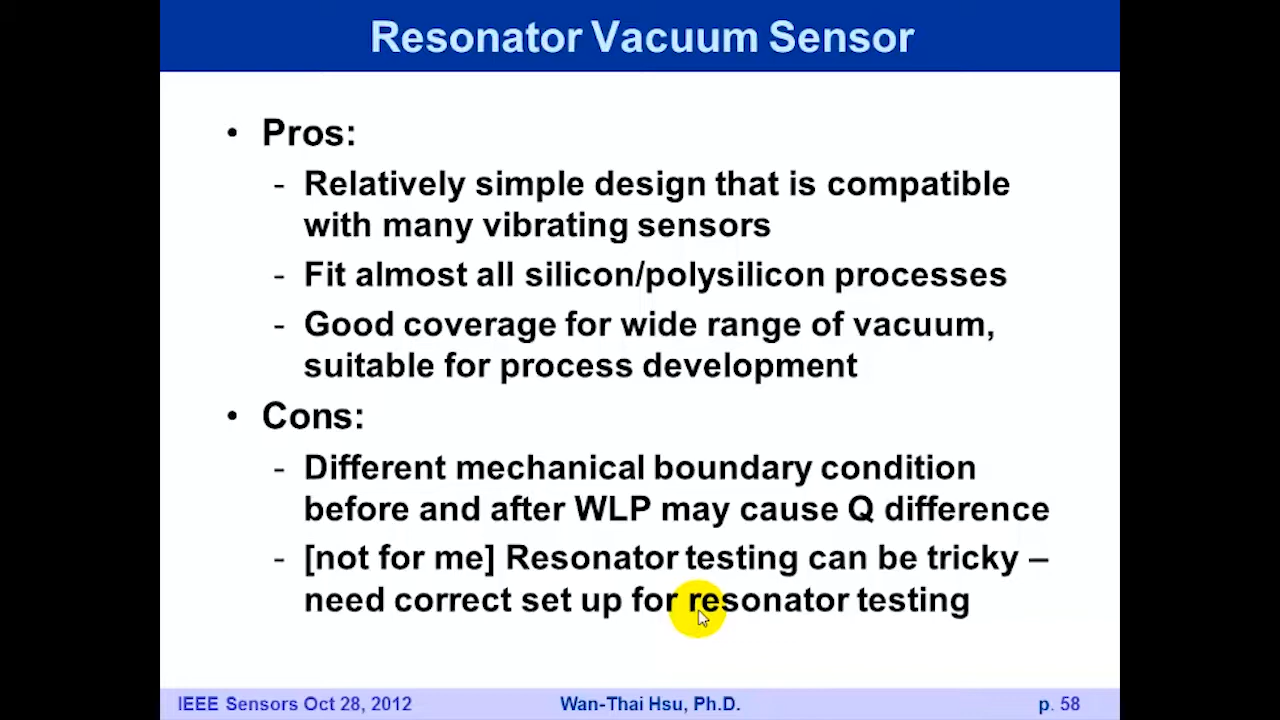 Resonator Vacuum Sensor
• Pros:
- Relatively simple design that is compatible
with many vibrating sensors
- Fit almost all silicon/polysilicon processes
- Good coverage for wide range of vacuum,
suitable for process development
• Cons:
- Different mechanical boundary condition
before and after WLP may cause Q difference
- [not for me] Resonator testing can be tricky –
need correct set up for resonator testing
IEEE Sensors Oct 28, 2012 Wan-Thai Hsu, Ph.D. p. 58